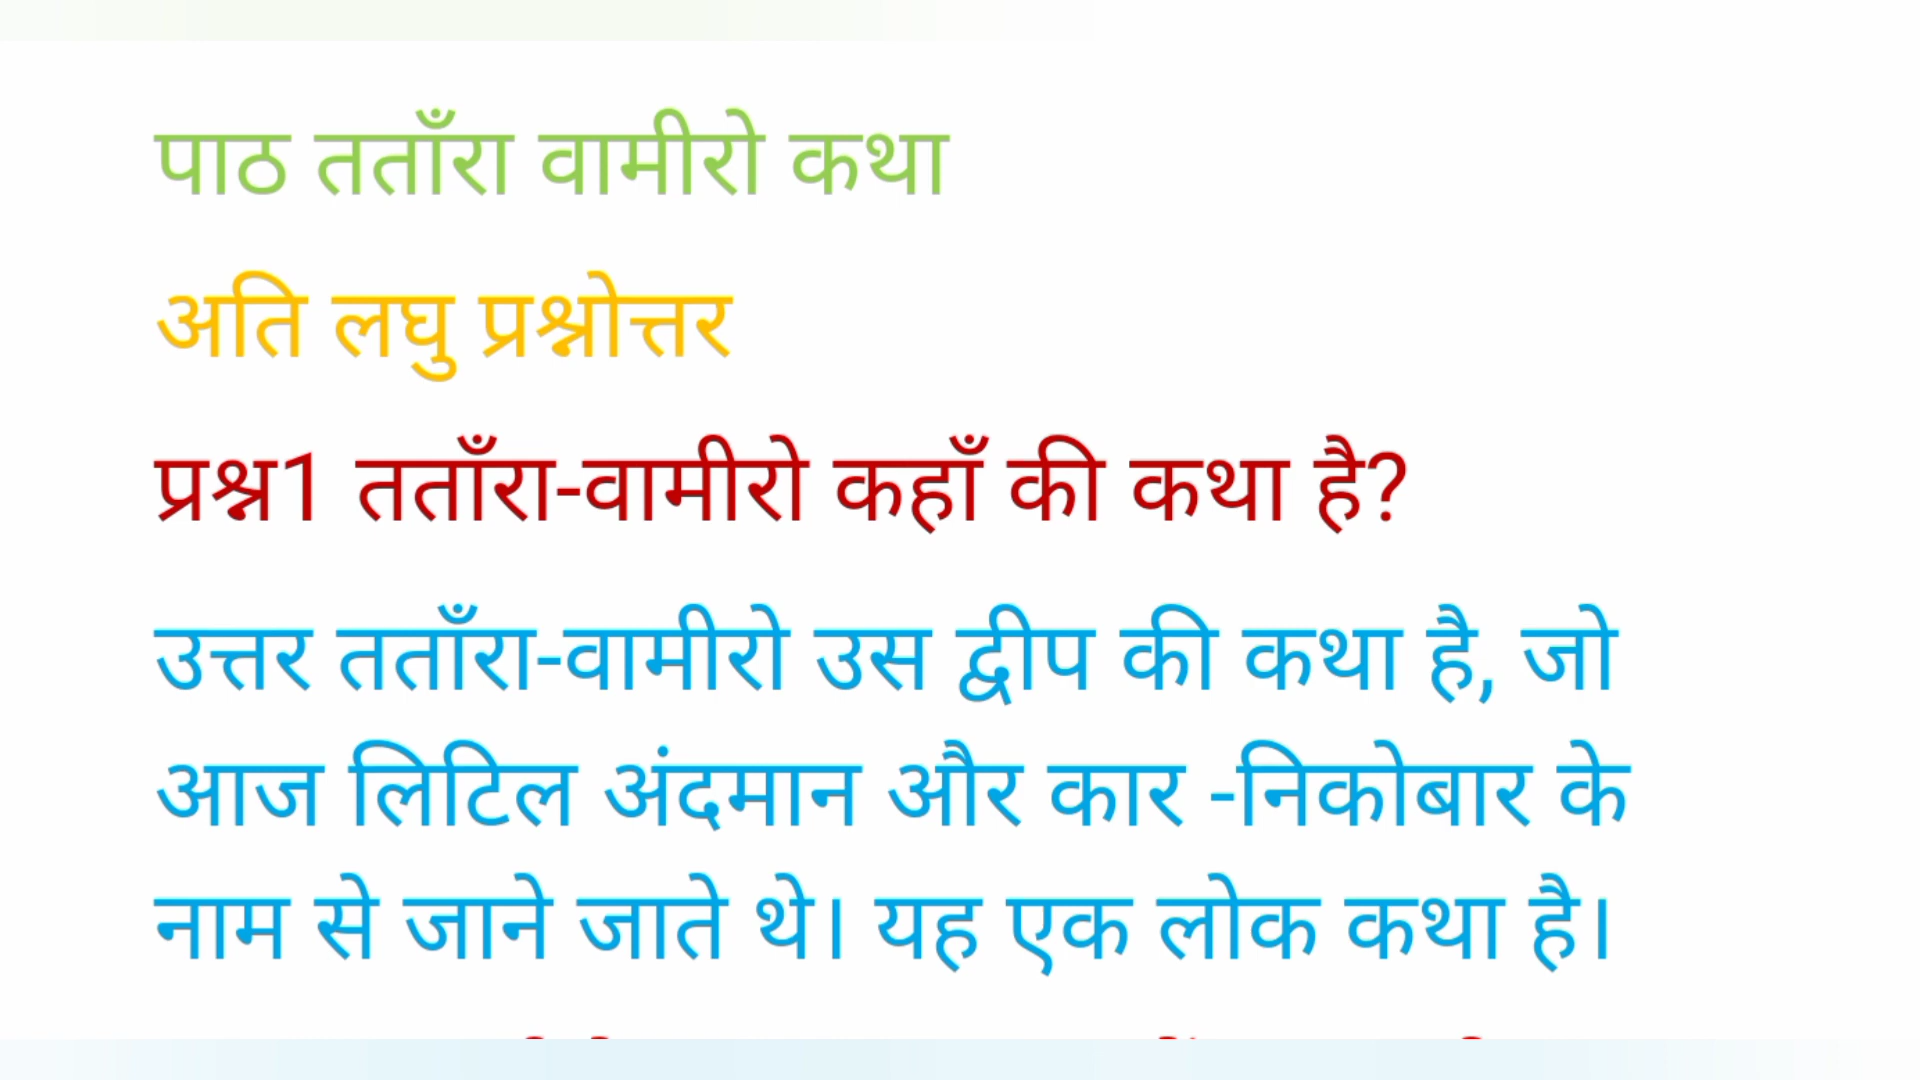 पाठ तताँरा वामीरो कथा
अति लघु प्रश्नोत्तर
प्रश्न1 तताँरा-वामीरो कहाँ की कथा है?
उत्तर तताँरा-वामीरो उस द्वीप की कथा है, जो
आज लिटिल अंदमान और कार -निकोबार के
नाम से जाने जाते थे। यह एक लोक कथा है।